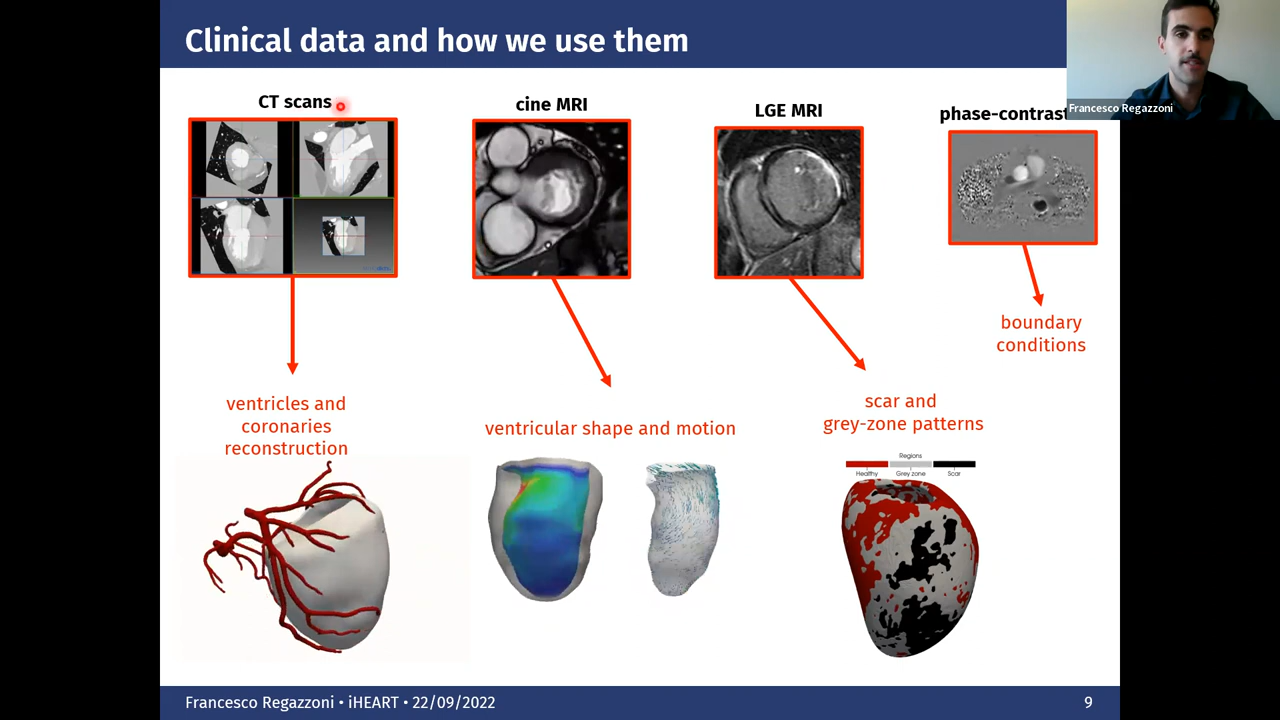 Clinical data and how we use them
Francesco Regazzoni
CT scans
cine MRI
LGE MRI
phase-contrast
boundary
conditions
ventricles and
coronaries
reconstruction
ventricular shape and motion
scar and
grey-zone patterns
Regions
Healthy
Grey zone
Scar
Francesco Regazzoni • iHEART • 22/09/2022
9